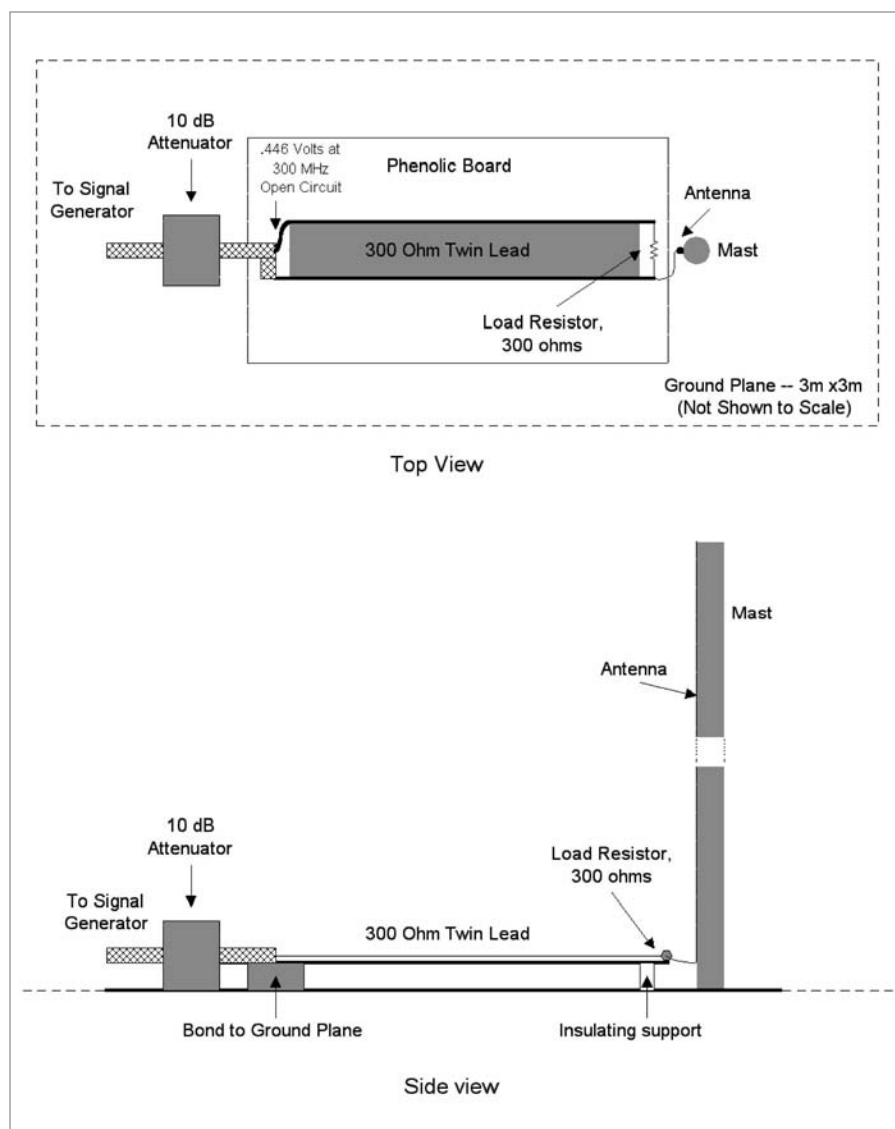 10 dB
Attenuator
.446 Volts at
300 MHz
Open Circuit
Phenolic Board
To Signal
Generator
Antenna
300 Ohm Twin Lead
Mast
Load Resistor,
300 ohms
Ground Plane -- 3m x3m
(Not Shown to Scale)
Top View
Mast
Antenna
10 dB
Attenuator
Load Resistor,
300 ohms
To Signal
Generator
300 Ohm Twin Lead
Bond to Ground Plane
Insulating support
Side view